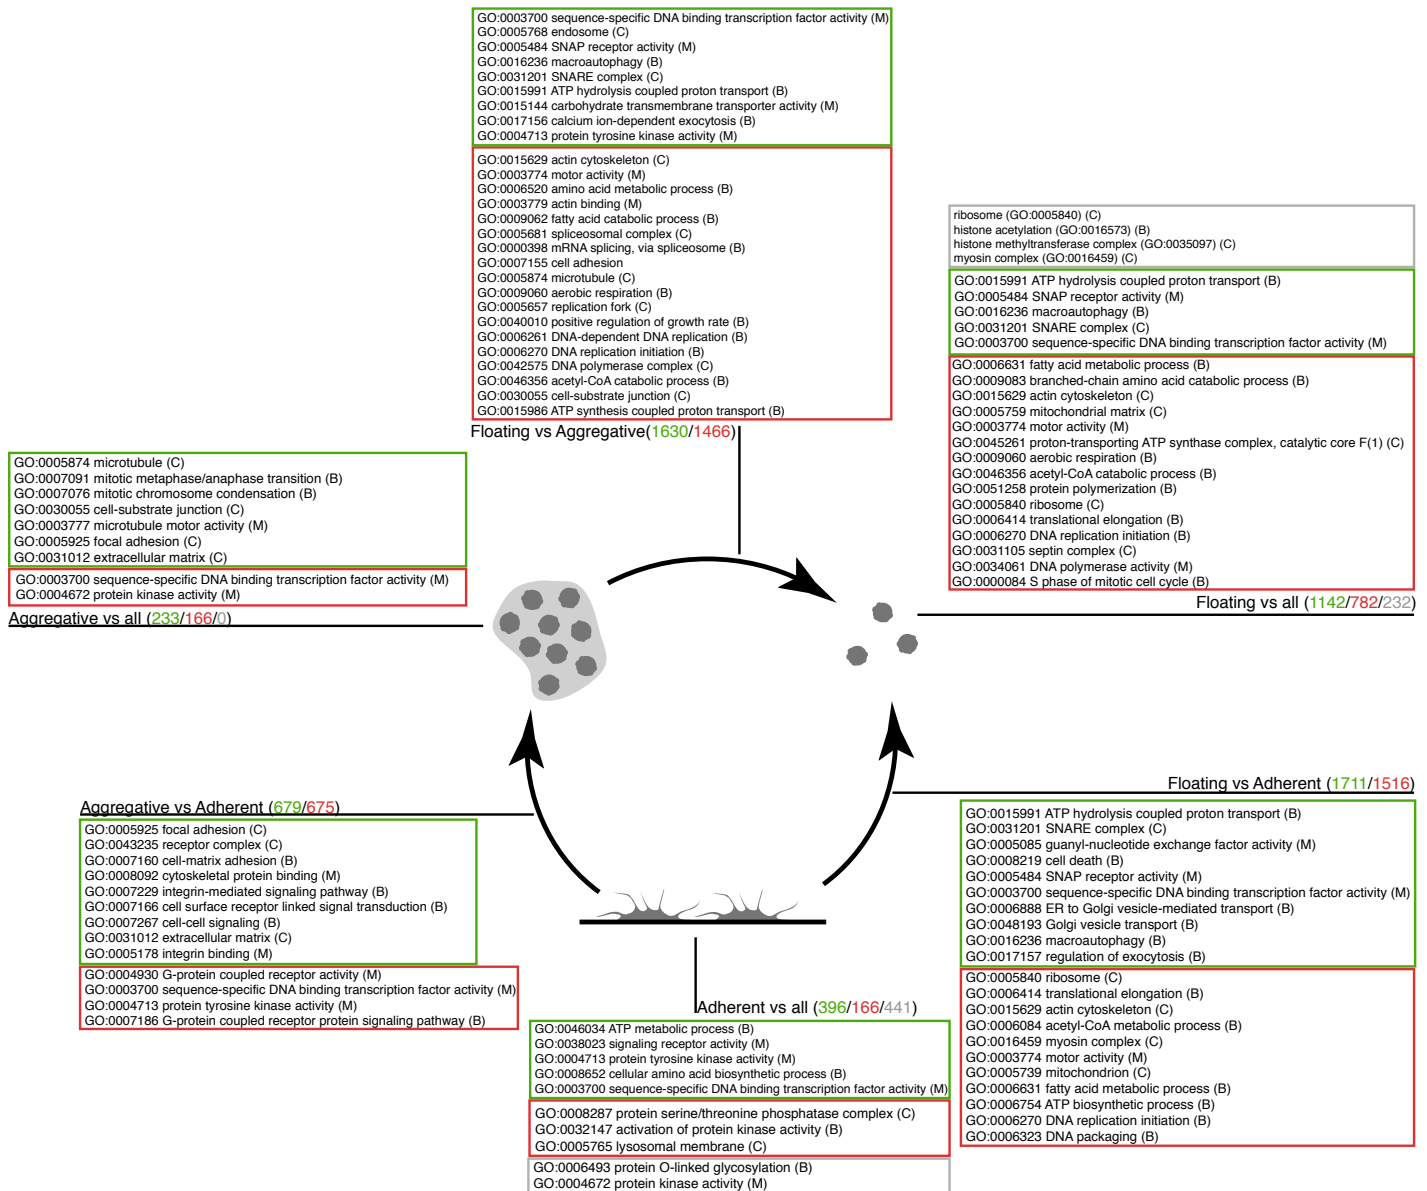 GO:0003700 sequence-specific DNA binding transcription factor activity (M)
GO:0005768 endosome (C)
GO:0005484 SNAP receptor activity (M)
GO:0016236 macroautophagy (B)
GO:0031201 SNARE complex (C)
GO:0015991 ATP hydrolysis coupled proton transport (B)
GO:0015144 carbohydrate transmembrane transporter activity (M)
GO:0017156 calcium ion-dependent exocytosis (B)
GO:0004713 protein tyrosine kinase activity (M)
GO:0015629 actin cytoskeleton (C)
GO:0003774 motor activity (M)
GO:0006520 amino acid metabolic process (B)
GO:0003779 actin binding (M)
GO:0009062 fatty acid catabolic process (B)
GO:0005681 spliceosomal complex (C)
GO:0000398 mRNA splicing, via spliceosome (B)
GO:0007155 cell adhesion
GO:0005874 microtubule (C)
GO:0009060 aerobic respiration (B)
GO:0005657 replication fork (C)
GO:0040010 positive regulation of growth rate (B)
GO:0006261 DNA-dependent DNA replication (B)
GO:0006270 DNA replication initiation (B)
GO:0042575 DNA polymerase complex (C)
GO:0046356 acetyl-CoA catabolic process (B)
GO:0030055 cell-substrate junction (C)
GO:0015986 ATP synthesis coupled proton transport (B)
Floating vs Aggregative(1630/1466)
ribosome (GO:0005840) (C)
histone acetylation (GO:0016573) (B)
histone methyltransferase complex (GO:0035097) (C)
myosin complex (GO:0016459) (C)
GO:0015991 ATP hydrolysis coupled proton transport (B)
GO:0005484 SNAP receptor activity (M)
GO:0016236 macroautophagy (B)
GO:0031201 SNARE complex (C)
GO:0003700 sequence-specific DNA binding transcription factor activity (M)
GO:0006631 fatty acid metabolic process (B)
GO:0009083 branched-chain amino acid catabolic process (B)
GO:0015629 actin cytoskeleton (C)
GO:0005759 mitochondrial matrix (C)
GO:0003774 motor activity (M)
GO:0045261 proton-transporting ATP synthase complex, catalytic core F(1) (C)
GO:0009060 aerobic respiration (B)
GO:0046356 acetyl-CoA catabolic process (B)
GO:0051258 protein polymerization (B)
GO:0005840 ribosome (C)
GO:0006414 translational elongation (B)
GO:0006270 DNA replication initiation (B)
GO:0031105 septin complex (C)
GO:0034061 DNA polymerase activity (M)
GO:0000084 S phase of mitotic cell cycle (B)
Floating vs all (1142/782/232)
GO:0005874 microtubule (C)
GO:0007091 mitotic metaphase/anaphase transition (B)
GO:0007076 mitotic chromosome condensation (B)
GO:0030055 cell-substrate junction (C)
GO:0003777 microtubule motor activity (M)
GO:0005925 focal adhesion (C)
GO:0031012 extracellular matrix (C)
GO:0003700 sequence-specific DNA binding transcription factor activity (M)
GO:0004672 protein kinase activity (M)
Aggregative vs all (233/166/0)
Aggregative vs Adherent (679/675)
GO:0005925 focal adhesion (C)
GO:0043235 receptor complex (C)
GO:0007160 cell-matrix adhesion (B)
GO:0008092 cytoskeletal protein binding (M)
GO:0007229 integrin-mediated signaling pathway (B)
GO:0007166 cell surface receptor linked signal transduction (B)
GO:0007267 cell-cell signaling (B)
GO:0031012 extracellular matrix (C)
GO:0005178 integrin binding (M)
GO:0004930 G-protein coupled receptor activity (M)
GO:0003700 sequence-specific DNA binding transcription factor activity (M)
GO:0004713 protein tyrosine kinase activity (M)
GO:0007186 G-protein coupled receptor protein signaling pathway (B)
Floating vs Adherent (1711/1516)
GO:0015991 ATP hydrolysis coupled proton transport (B)
GO:0031201 SNARE complex (C)
GO:0005085 guanyl-nucleotide exchange factor activity (M)
GO:0008219 cell death (B)
GO:0005484 SNAP receptor activity (M)
GO:0003700 sequence-specific DNA binding transcription factor activity (M)
GO:0006888 ER to Golgi vesicle-mediated transport (B)
GO:0048193 Golgi vesicle transport (B)
GO:0016236 macroautophagy (B)
GO:0017157 regulation of exocytosis (B)
GO:0005840 ribosome (C)
GO:0006414 translational elongation (B)
GO:0015629 actin cytoskeleton (C)
GO:0006084 acetyl-CoA metabolic process (B)
GO:0016459 myosin complex (C)
GO:0003774 motor activity (M)
GO:0005739 mitochondrion (C)
GO:0006631 fatty acid metabolic process (B)
GO:0006754 ATP biosynthetic process (B)
GO:0006270 DNA replication initiation (B)
GO:0006323 DNA packaging (B)
Adherent vs all (396/166/441)
GO:0046034 ATP metabolic process (B)
GO:0038023 signaling receptor activity (M)
GO:0004713 protein tyrosine kinase activity (M)
GO:0008652 cellular amino acid biosynthetic process (B)
GO:0003700 sequence-specific DNA binding transcription factor activity (M)
GO:0008287 protein serine/threonine phosphatase complex (C)
GO:0032147 activation of protein kinase activity (B)
GO:0005765 lysosomal membrane (C)
GO:0006493 protein O-linked glycosylation (B)
GO:0004672 protein kinase activity (M)